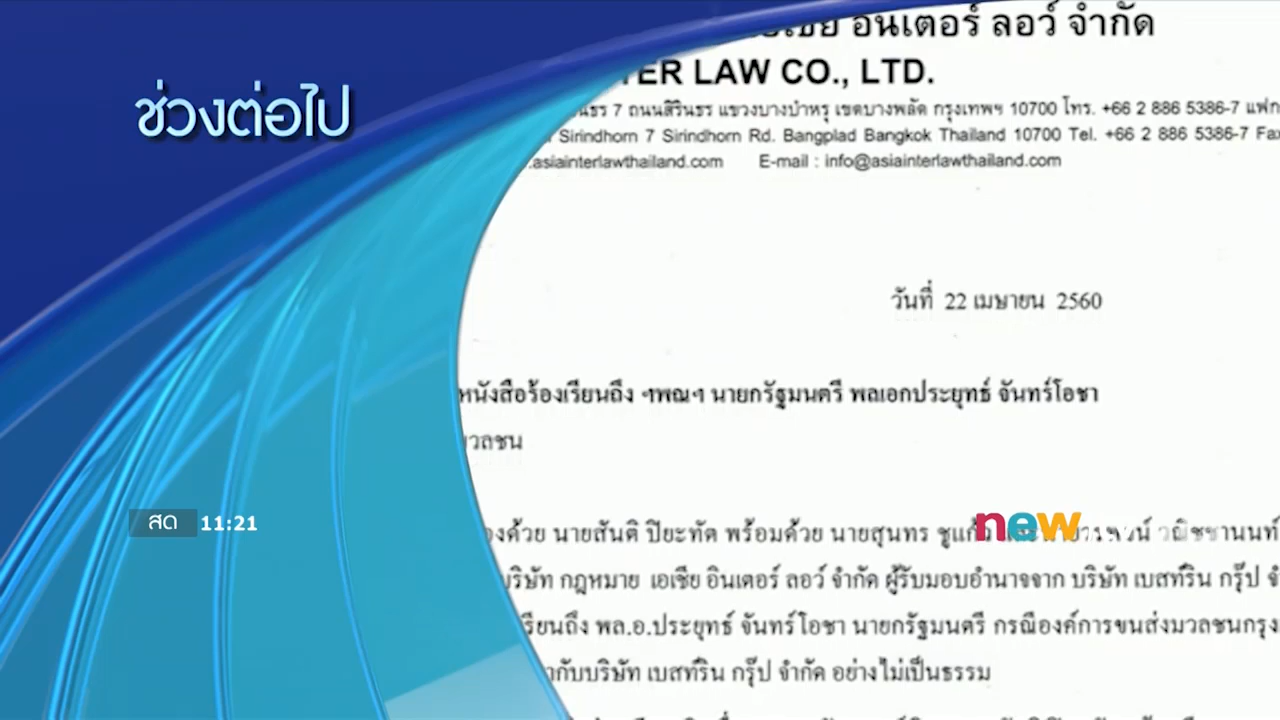 อินเตอร์ ลอว์ จำกัด
ช่วงต่อไป
LAW CO., LTD.
7 ถนนสิรินธร แขวงบางบำหรุ เขตบางพลัด กรุงเทพฯ 10700 โทร. +66 2 886 5386-7
Sirindhorn 7 Sirindhorn Rd. Bangplad Bangkok Thailand 10700 Tel. +66 2 886 5386-7 Fax
.asiainterlawthailand.com E-mail : info@asiainterlawthailand.com
วันที่ 22 เมษายน 2560
หนังสือร้องเรียนถึง ฯพณฯ นายกรัฐมนตรี พลเอกประยุทธ์ จันทร์โอชา
มวลชน
สด 11:21
new
ด้วย นายสันติ ปิยะทัต พร้อมด้วย นายสุนทร ชูแก้ว วณิชชานนท์
บริษัท กฎหมาย เอเชีย อินเตอร์ ลอว์ จำกัด ผู้รับมอบอำนาจจาก บริษัท เบสท์ริน กรุ๊ป
เรียนถึง พล.อ.ประยุทธ์ จันทร์โอชา นายกรัฐมนตรี กรณีองค์การขนส่งมวลชนกรุง
กับบริษัท เบสท์ริน กรุ๊ป จำกัด อย่างไม่เป็นธรรม